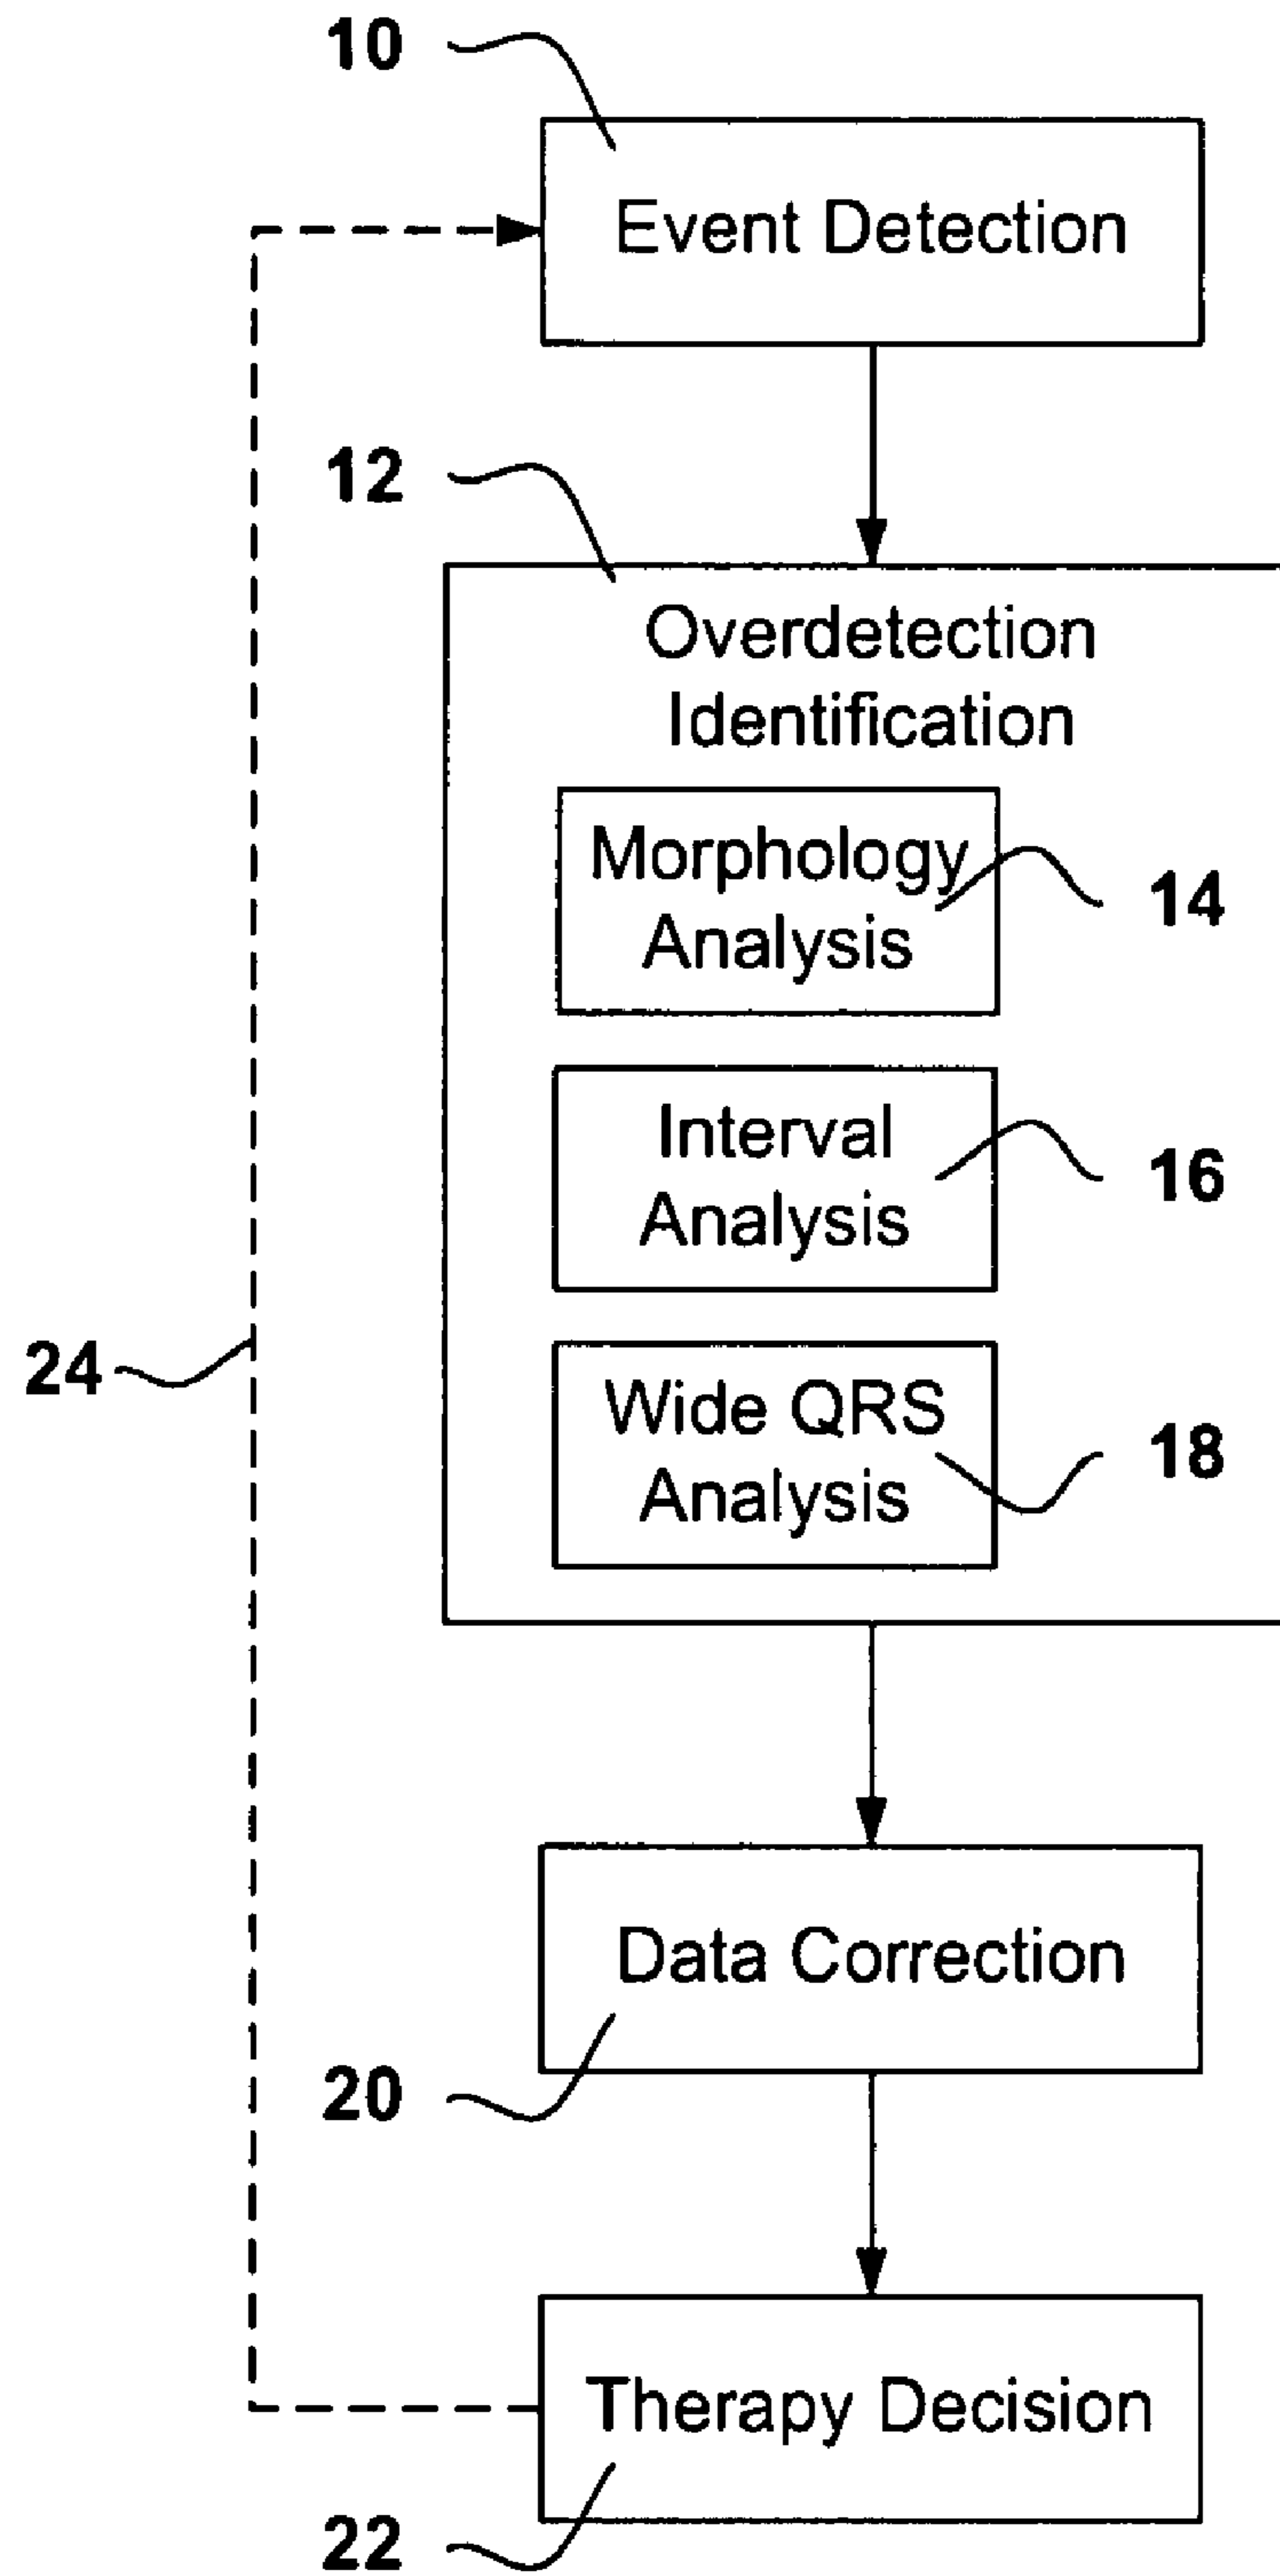 10
Event Detection
12
Overdetection
Identification
Morphology
Analysis
14
Interval
Analysis
16
24
Wide QRS
Analysis
18
Data Correction
20
Therapy Decision
22